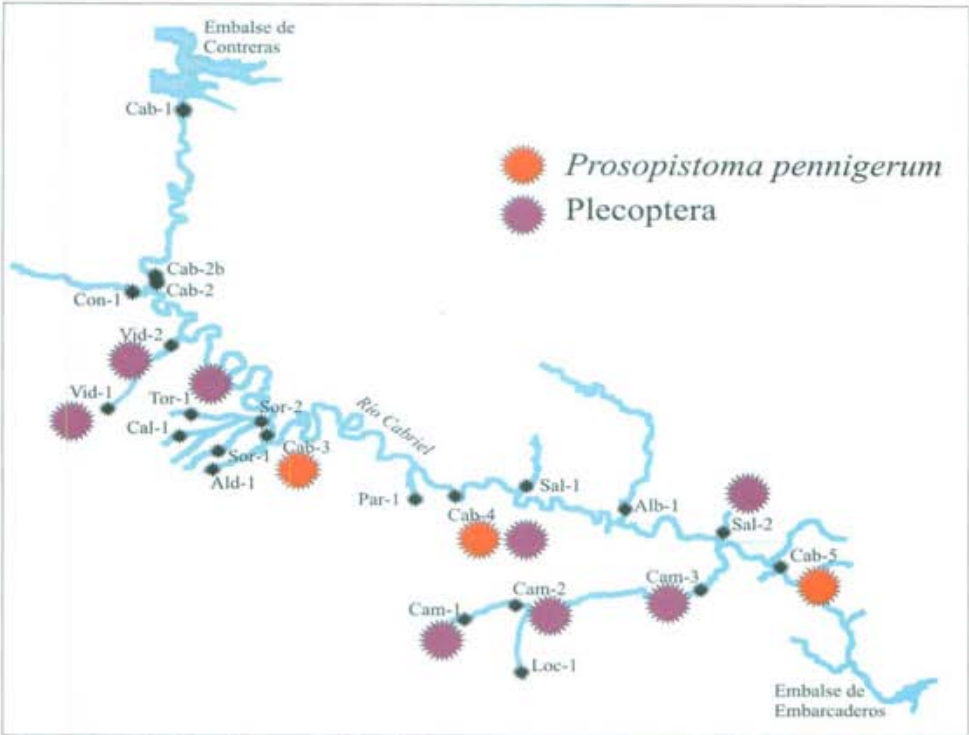 Embalse de
Contreras
Cab-1
Prosopistoma pennigerum
Plecoptera
Cab-2b
Cab-2
Con-1
Vid-2
Vid-1
Tor-1
Sor-2
Cal-1
Cab-3
Sor-1
Ald-1
Río Cabriel
Par-1
Cab-4
Sal-1
Alb-1
Sal-2
Cab-5
Cam-1
Cam-2
Cam-3
Loc-1
Embalse de
Embarcaderos